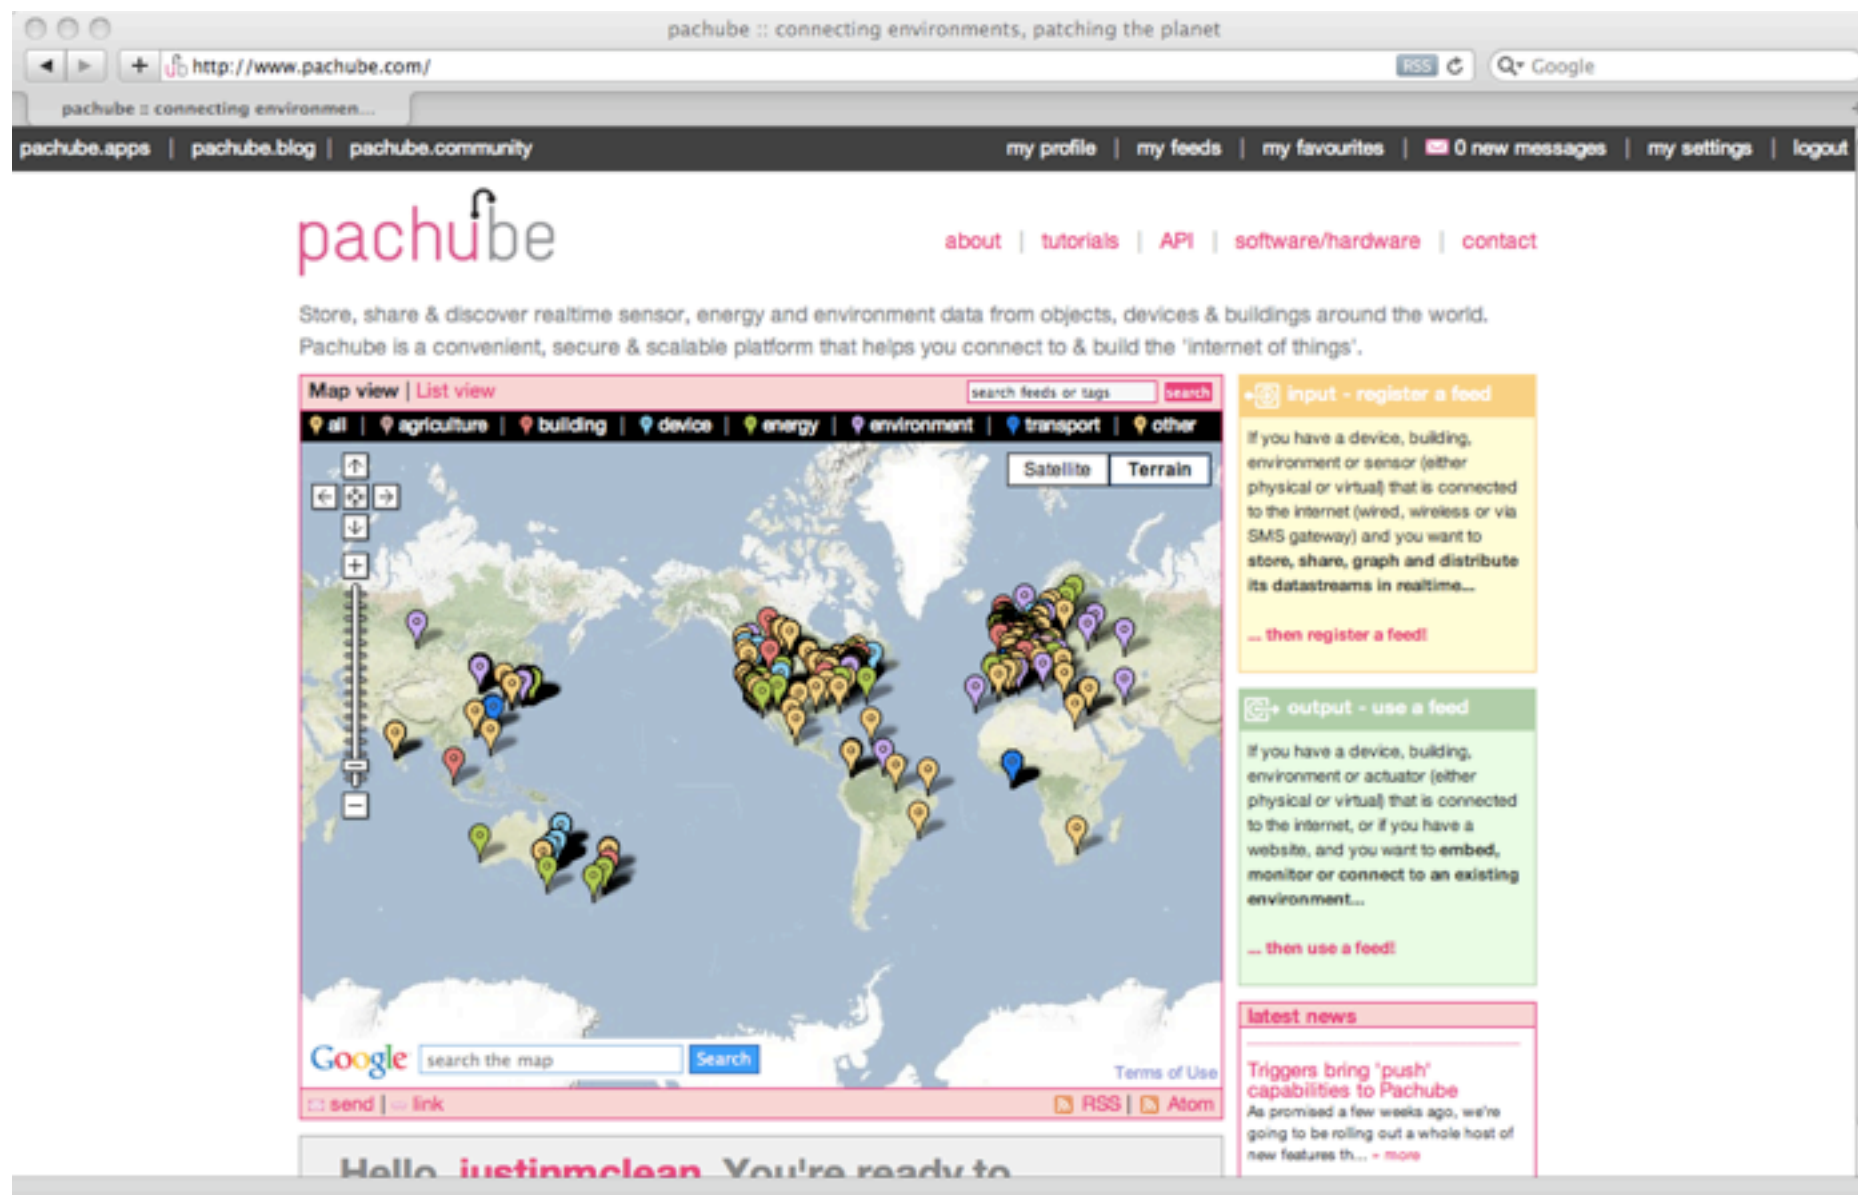 pachube :: connecting environments, patching the planet
http://www.pachube.com/ RSS Google
pachube :: connecting environmen...
pachube.apps | pachube.blog | pachube.community my profile | my feeds | my favourites | 0 new messages | my settings | logout
pachube
about | tutorials | API | software/hardware | contact
Store, share & discover realtime sensor, energy and environment data from objects, devices & buildings around the world.
Pachube is a convenient, secure & scalable platform that helps you connect to & build the 'internet of things'.
Map view | List view search feeds or tags search
all | agriculture | building | device | energy | environment | transport | other
Satellite Terrain
Google search the map Search
Terms of Use
send | link RSS | Atom
Hello, justinmclean. You're ready to
input - register a feed
If you have a device, building,
environment or sensor (either
physical or virtual) that is connected
to the internet (wired, wireless or via
SMS gateway) and you want to
store, share, graph and distribute
its datastreams in realtime...
... then register a feed!
output - use a feed
If you have a device, building,
environment or actuator (either
physical or virtual) that is connected
to the internet, or if you have a
website, and you want to embed,
monitor or connect to an existing
environment...
... then use a feed!
latest news
Triggers bring 'push'
capabilities to Pachube
As promised a few weeks ago, we're
going to be rolling out a whole host of
new features th... - more